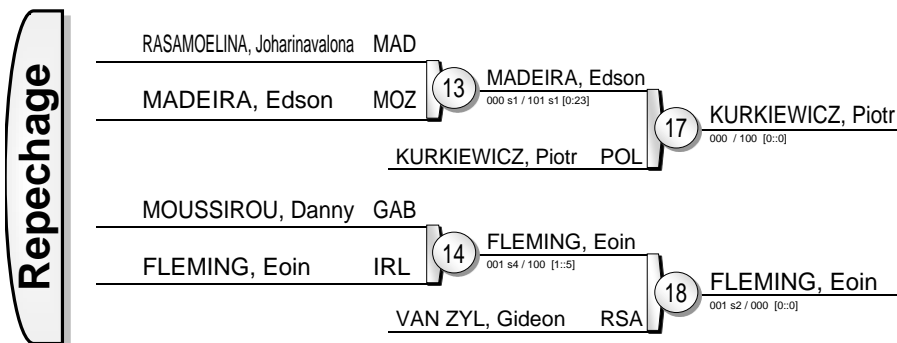 Repechage
RASAMOELINA, Joharinavalona MAD
MADEIRA, Edson MOZ
13
MADEIRA, Edson
000 s1 / 101 s1 [0:23]
KURKIEWICZ, Piotr POL
17
KURKIEWICZ, Piotr
000 / 100 [0::0]
MOUSSIROU, Danny GAB
FLEMING, Eoin IRL
14
FLEMING, Eoin
001 s4 / 100 [1::5]
VAN ZYL, Gideon RSA
18
FLEMING, Eoin
001 s2 / 000 [0::0]